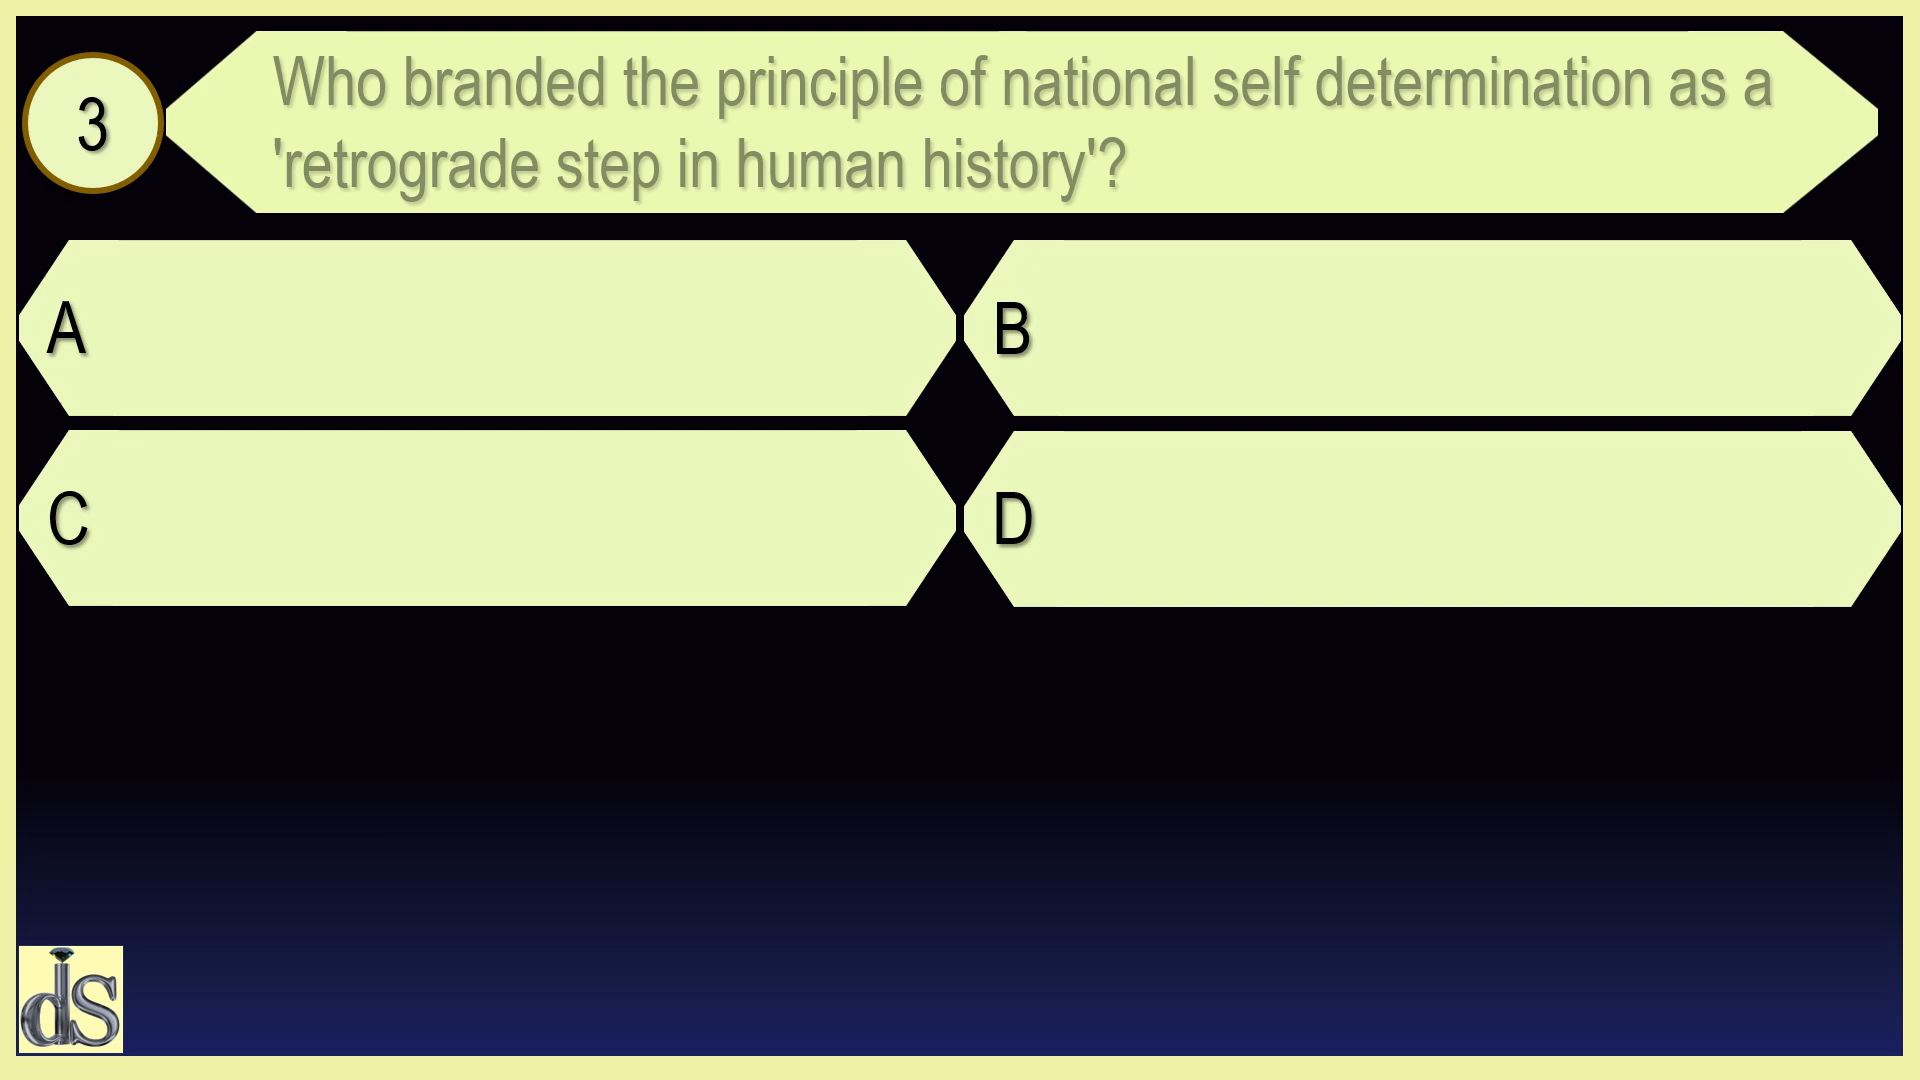 3
Who branded the principle of national self determination as a
'retrograde step in human history'?
A
B
C
D
ds